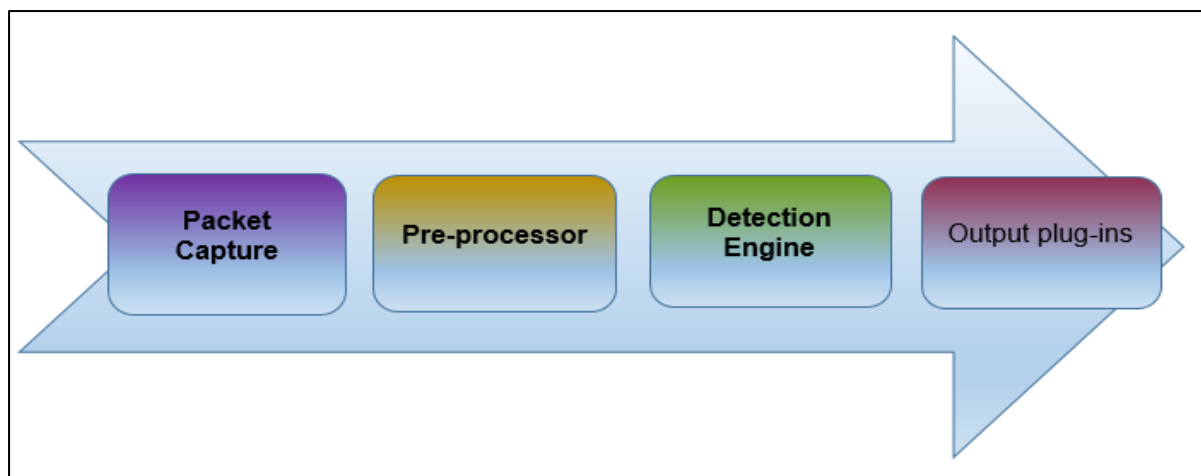 Packet
Capture
Pre-processor
Detection
Engine
Output plug-ins